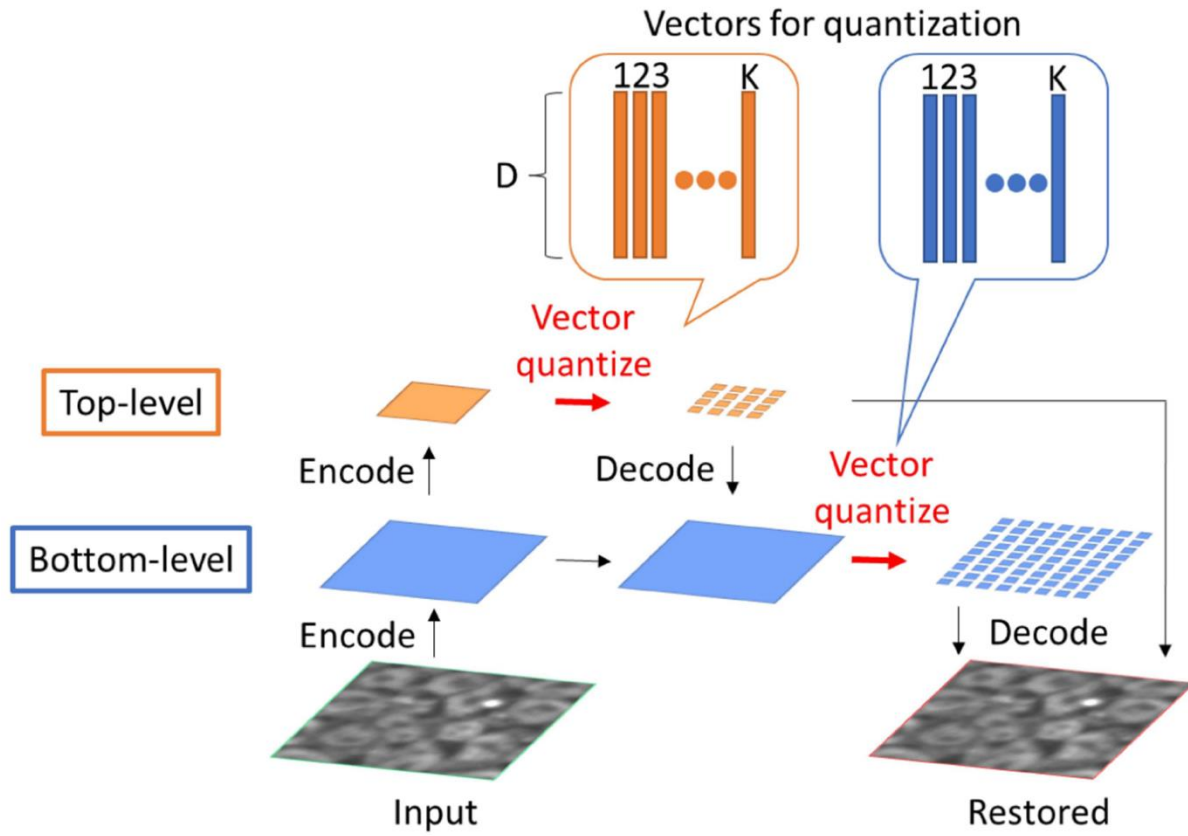 Vectors for quantization
123
K
123
K
D
Vector
quantize
Top-level
Encode
Decode
Vector
quantize
Bottom-level
Encode
Decode
Input
Restored